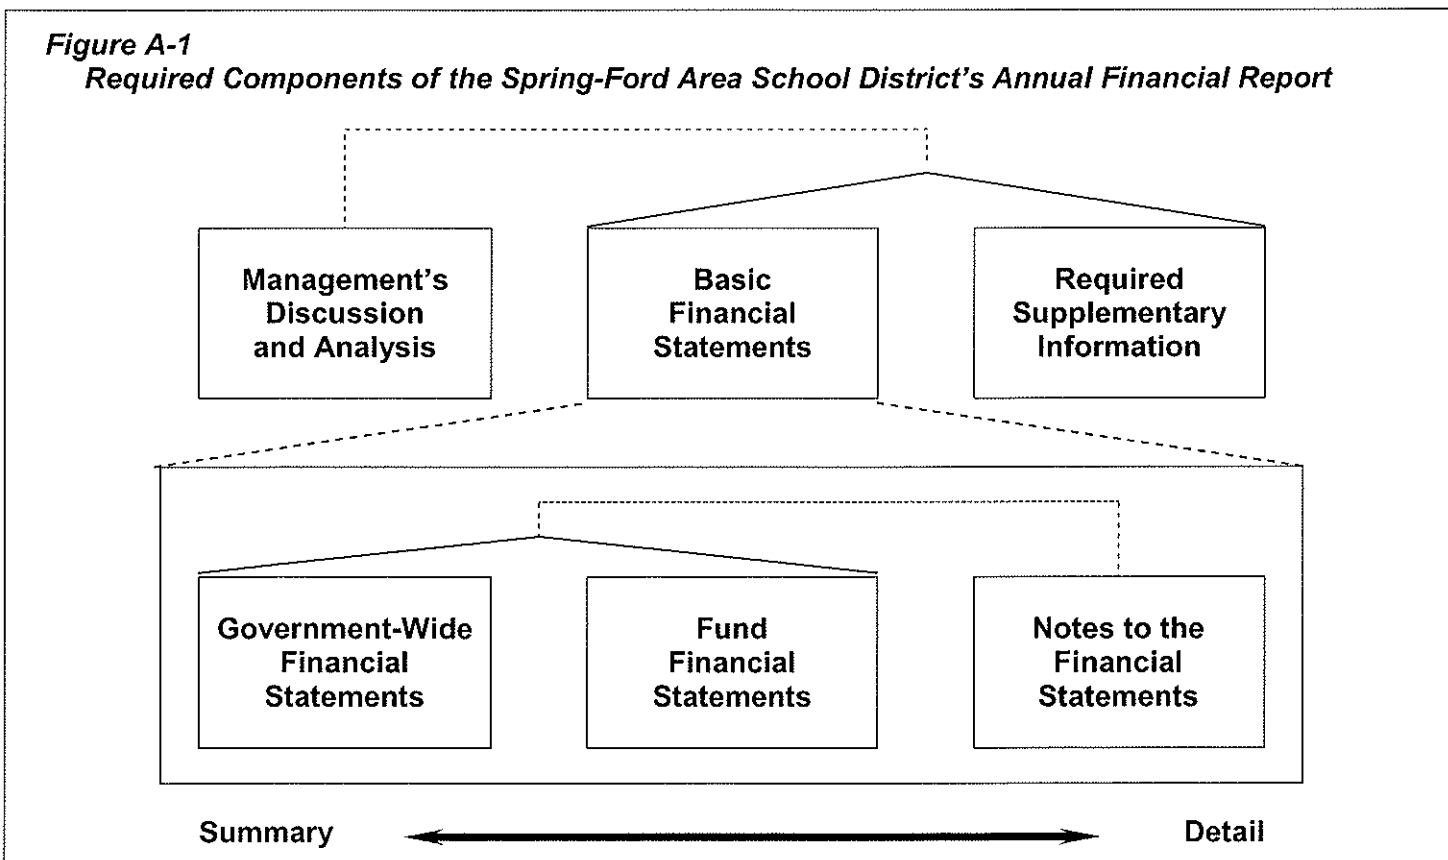 Figure A-1
Required Components of the Spring-Ford Area School District's Annual Financial Report
Management's
Discussion
and Analysis
Basic
Financial
Statements
Required
Supplementary
Information
Government-Wide
Financial
Statements
Fund
Financial
Statements
Notes to the
Financial
Statements
Summary
Detail